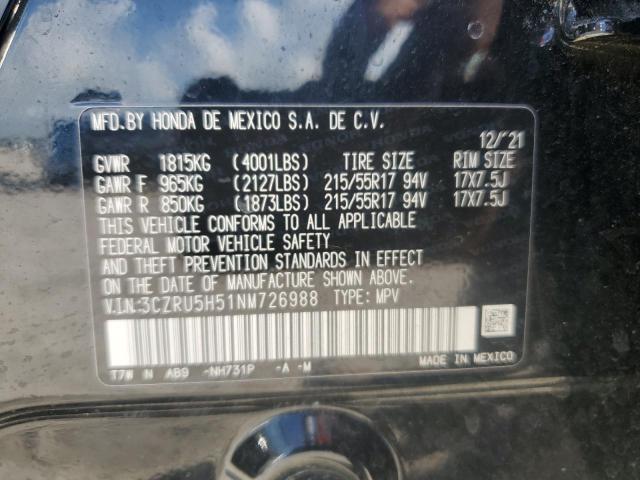 MFD.BY HONDA DE MEXICO S.A. DE C.V.
12/'21
GVWR 1815KG (4001LBS) TIRE SIZE RIM SIZE
GAWR F 965KG (2127LBS) 215/55R17 94V 17X7.5J
GAWR R 850KG (1873LBS) 215/55R17 94V 17X7.5J
THIS VEHICLE CONFORMS TO ALL APPLICABLE
FEDERAL MOTOR VEHICLE SAFETY
AND THEFT PREVENTION STANDARDS IN EFFECT
ON THE DATE OF MANUFACTURE SHOWN ABOVE.
V.IN:3CZRU5H51NM726988 TYPE: MPV
T7W N AB9 -NH731P -A -M
MADE IN MEXICO